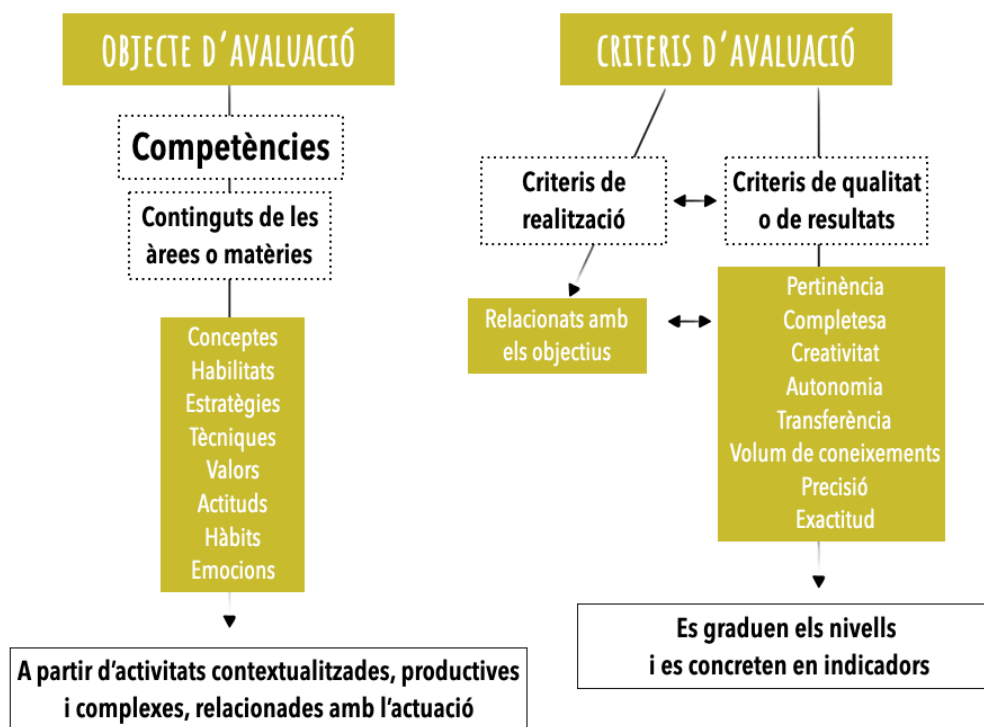 OBJECTE D'AVALUACIÓ
Competències
Continguts de les
àrees o matèries
Conceptes
Habilitats
Estratègies
Tècniques
Valors
Actituds
Hàbits
Emocions
A partir d'activitats contextualitzades, productives
i complexes, relacionades amb l'actuació
CRITERIS D'AVALUACIÓ
Criteris de
realització
Criteris de qualitat
o de resultats
Relacionats amb
els objectius
Pertinència
Completesa
Creativitat
Autonomia
Transferència
Volum de coneixements
Precisió
Exactitud
Es graduen els nivells
i es concreten en indicadors